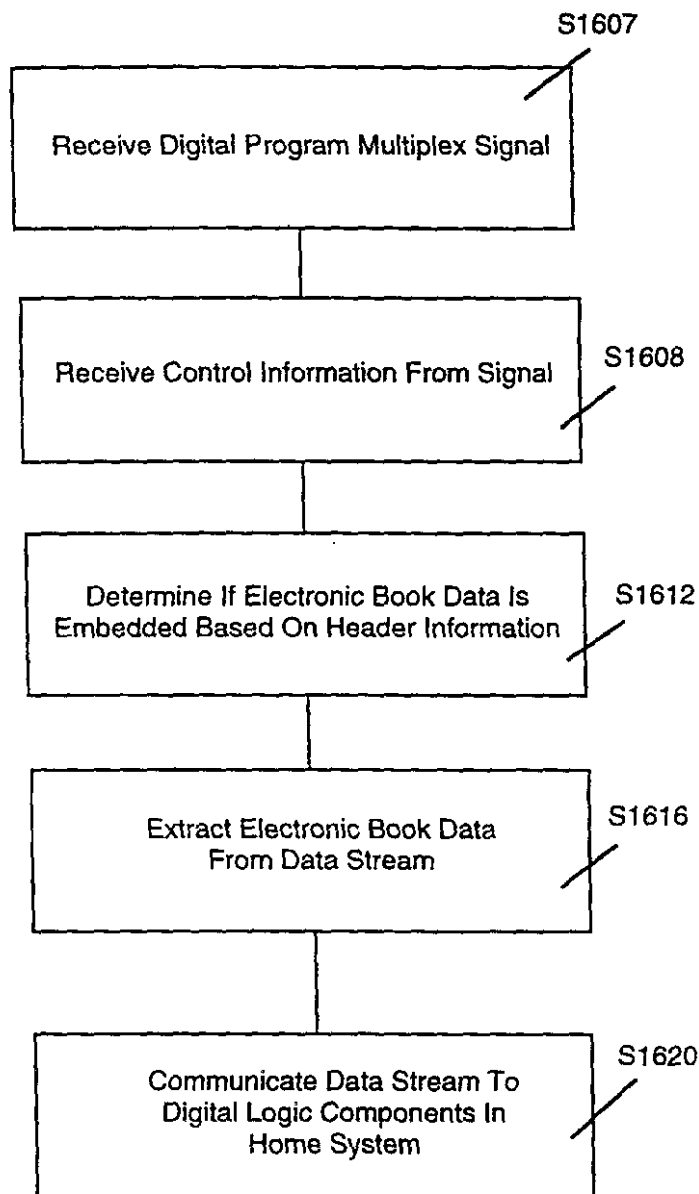 S1607
Receive Digital Program Multiplex Signal
Receive Control Information From Signal
S1608
Determine If Electronic Book Data Is
Embedded Based On Header Information
S1612
Extract Electronic Book Data
From Data Stream
S1616
Communicate Data Stream To
Digital Logic Components In
Home System
S1620